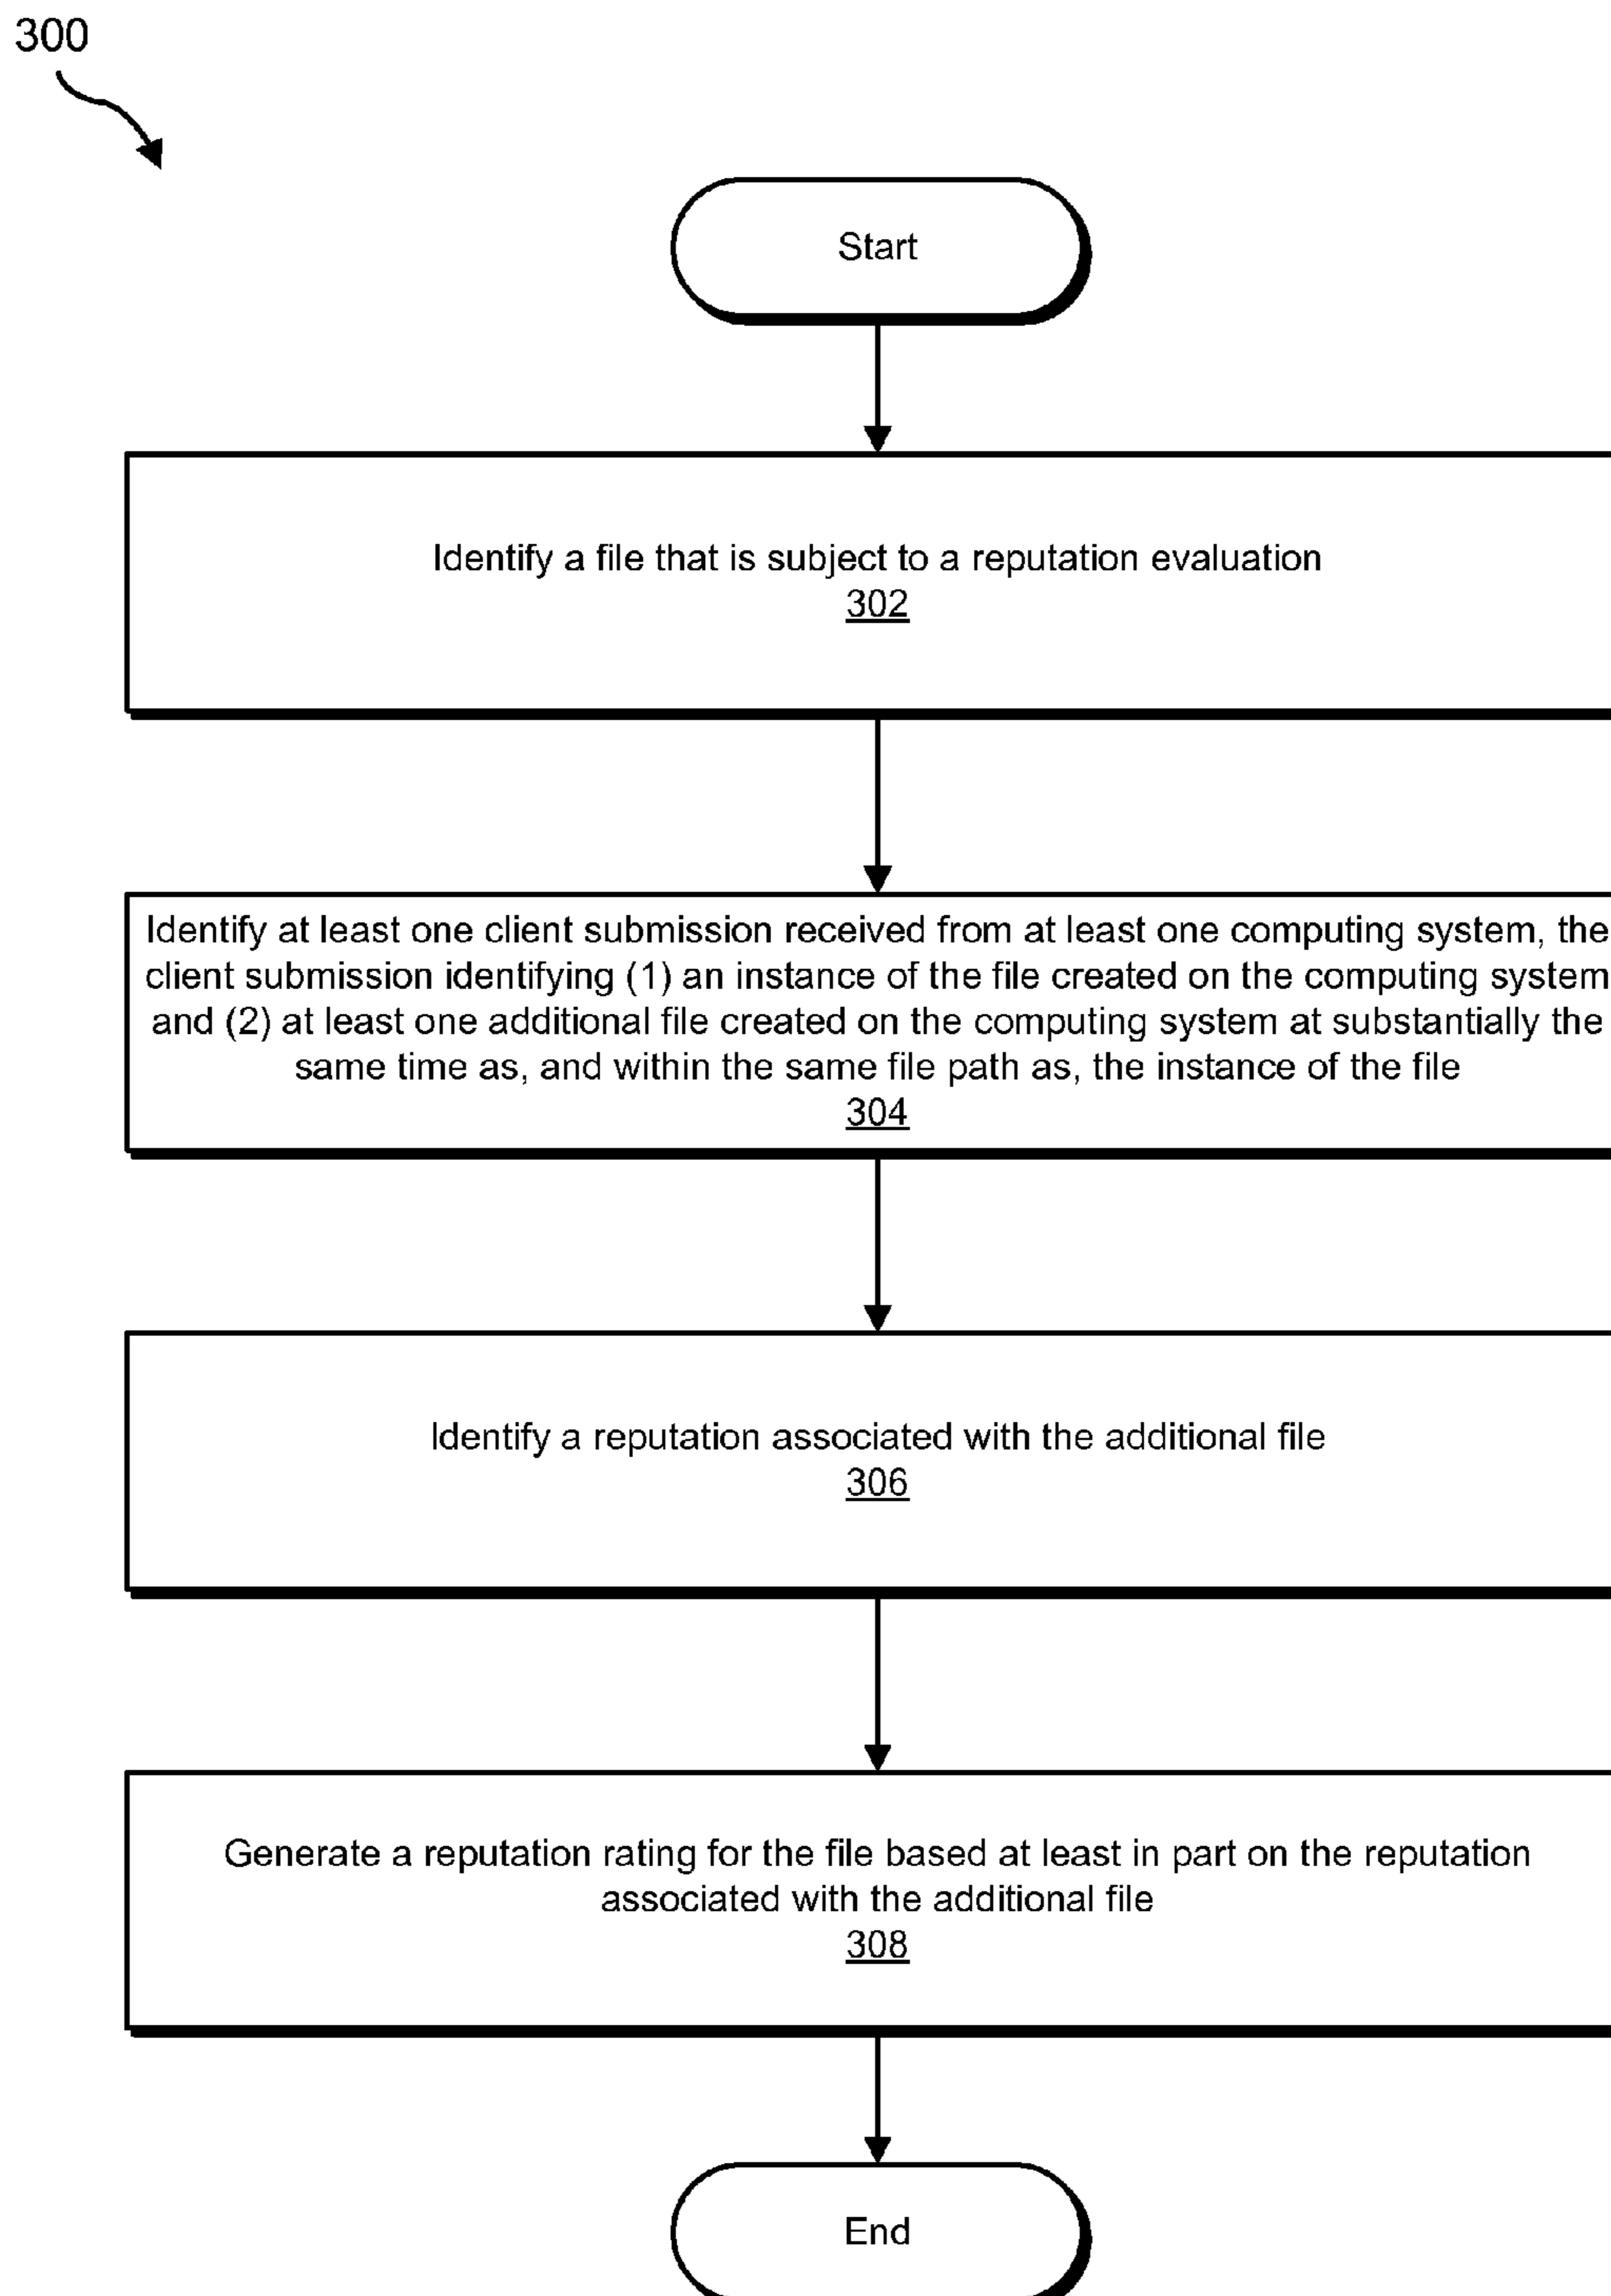 300
Start
Identify a file that is subject to a reputation evaluation
302
Identify at least one client submission received from at least one computing system, the
client submission identifying (1) an instance of the file created on the computing system
and (2) at least one additional file created on the computing system at substantially the
same time as, and within the same file path as, the instance of the file
304
Identify a reputation associated with the additional file
306
Generate a reputation rating for the file based at least in part on the reputation
associated with the additional file
308
End